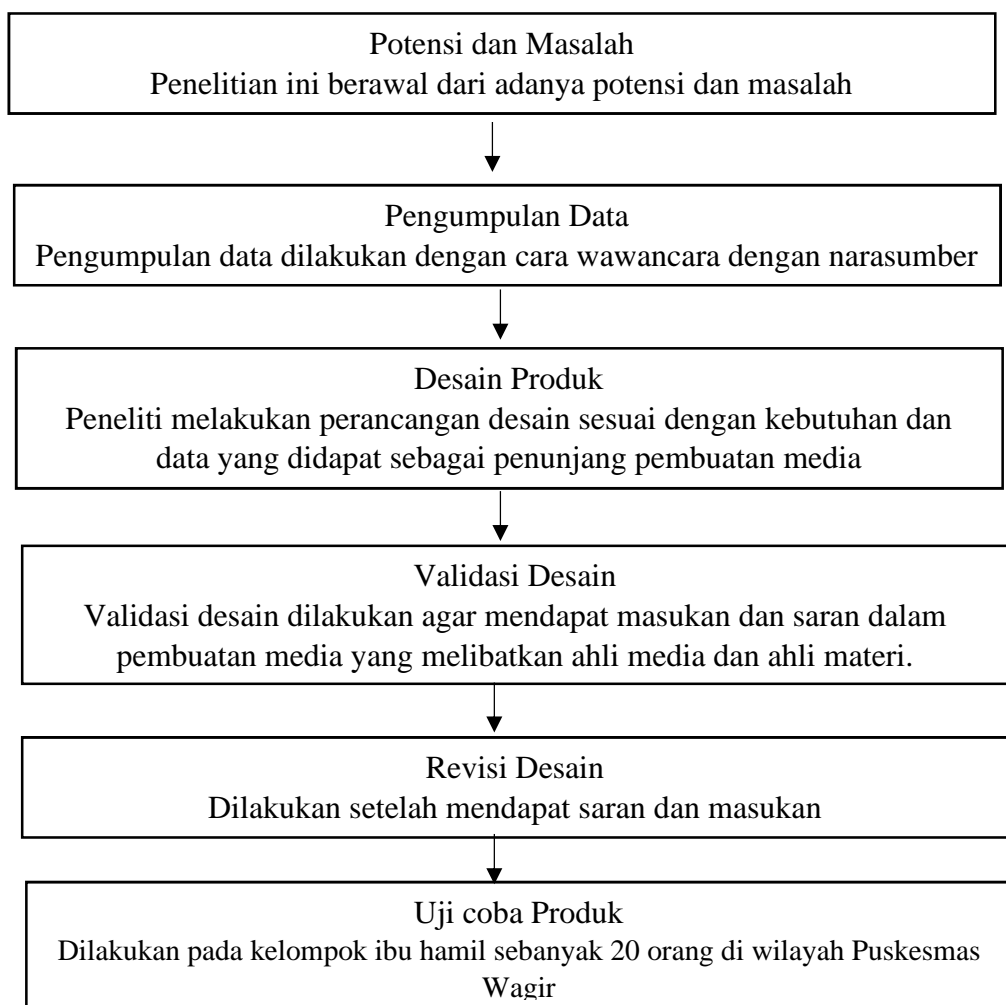 Potensi dan Masalah
Penelitian ini berawal dari adanya potensi dan masalah
Pengumpulan Data
Pengumpulan data dilakukan dengan cara wawancara dengan narasumber
Desain Produk
Peneliti melakukan perancangan desain sesuai dengan kebutuhan dan
data yang didapat sebagai penunjang pembuatan media
Validasi Desain
Validasi desain dilakukan agar mendapat masukan dan saran dalam
pembuatan media yang melibatkan ahli media dan ahli materi.
Revisi Desain
Dilakukan setelah mendapat saran dan masukan
Uji coba Produk
Dilakukan pada kelompok ibu hamil sebanyak 20 orang di wilayah Puskesmas
Wagir